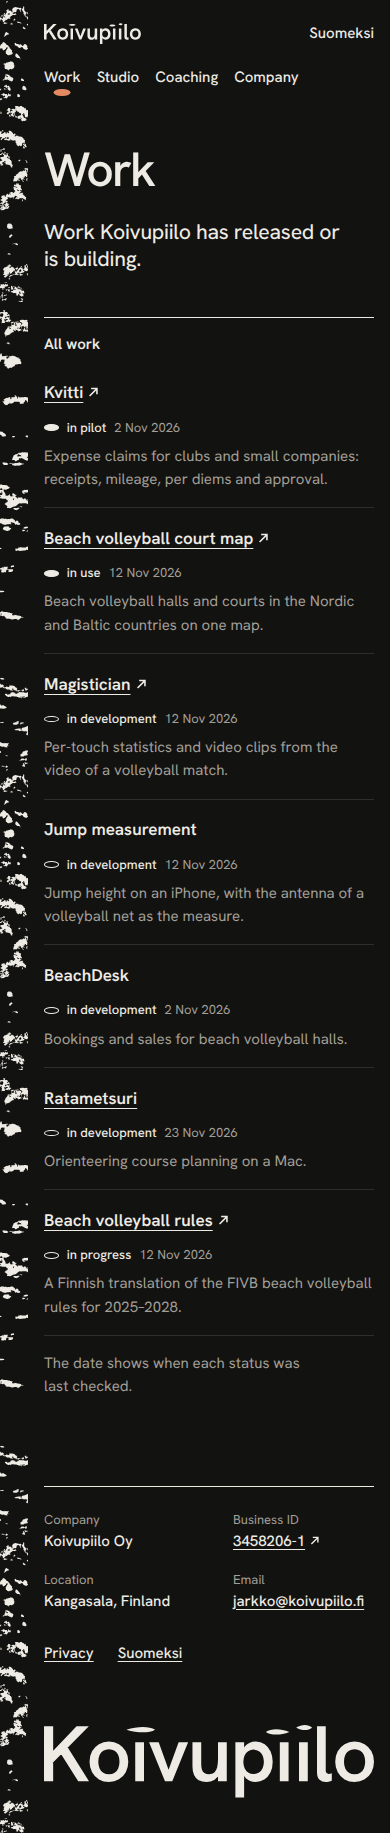 Koivupiilo
Suomeksi
Work Studio Coaching Company
Work
Work Koivupiilo has released or
is building.
All work
Kvitti ↗
in pilot 2 Nov 2026
Expense claims for clubs and small companies:
receipts, mileage, per diems and approval.
Beach volleyball court map ↗
in use 12 Nov 2026
Beach volleyball halls and courts in the Nordic
and Baltic countries on one map.
Magistician ↗
in development 12 Nov 2026
Per-touch statistics and video clips from the
video of a volleyball match.
Jump measurement
in development 12 Nov 2026
Jump height on an iPhone, with the antenna of a
volleyball net as the measure.
BeachDesk
in development 2 Nov 2026
Bookings and sales for beach volleyball halls.
Ratametsuri
in development 23 Nov 2026
Orienteering course planning on a Mac.
Beach volleyball rules ↗
in progress 12 Nov 2026
A Finnish translation of the FIVB beach volleyball
rules for 2025–2028.
The date shows when each status was
last checked.
Company
Koivupiilo Oy
Business ID
3458206-1 ↗
Location
Kangasala, Finland
Email
jarkko@koivupiilo.fi
Privacy Suomeksi
Koivupiilo